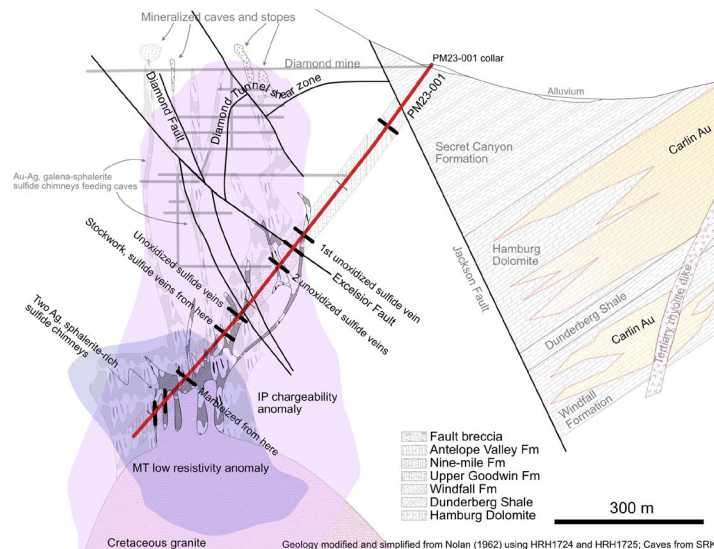 Mineralized caves and stopes
PM23-001 collar
Diamond mine
Alluvium
Diamond Fault
Diamond Tunnel shear zone
PM23-001
Secret Canyon
Formation
Carlin Au
Au-Ag, galena-sphalerite
sulfide chimneys feeding caves
Unoxidized sulfide veins
Stockwork, sulfide veins from here
1st unoxidized sulfide vein
Excelsior Fault
2 unoxidized sulfide veins
Jackson Fault
Hamburg
Dolomite
Dunderberg Shale
Carlin Au
Tertiary rhyolite dike
Windfall
Formation
Two Ag, sphalerite-rich
sulfide chimneys
IP chargeability
anomaly
Marbleized from here
MT low resistivity anomaly
Fault breccia
Antelope Valley Fm
Nine-mile Fm
Upper Goodwin Fm
Windfall Fm
Dunderberg Shale
Hamburg Dolomite
300 m
Cretaceous granite
Geology modified and simplified from Nolan (1962) using HRH1724 and HRH1725; Caves from SRK